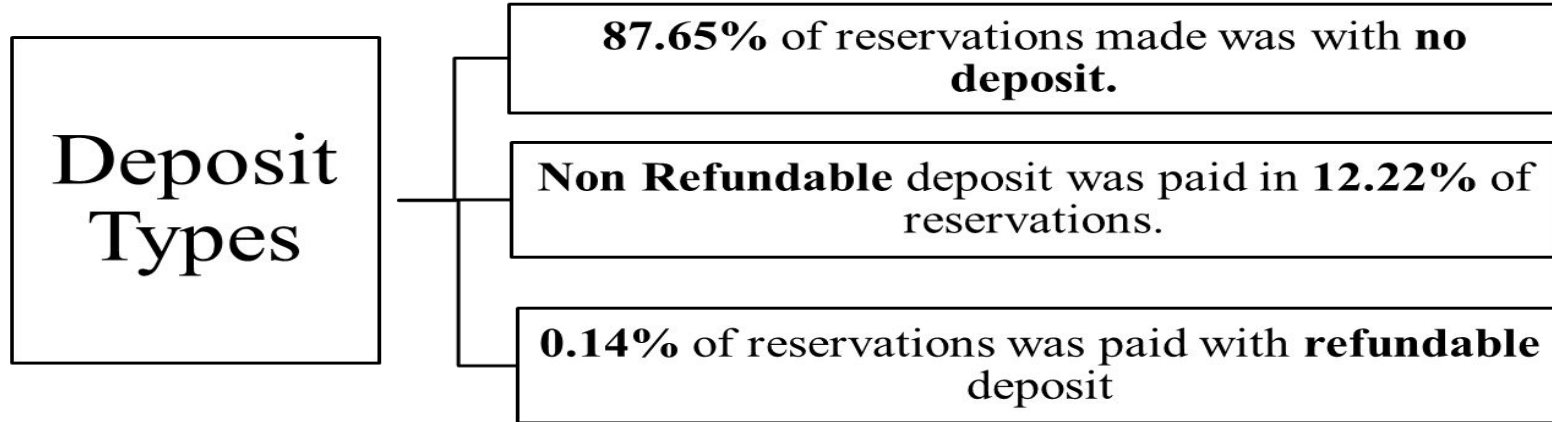 Deposit
Types
87.65% of reservations made was with no
deposit.
Non Refundable deposit was paid in 12.22% of
reservations.
0.14% of reservations was paid with refundable
deposit